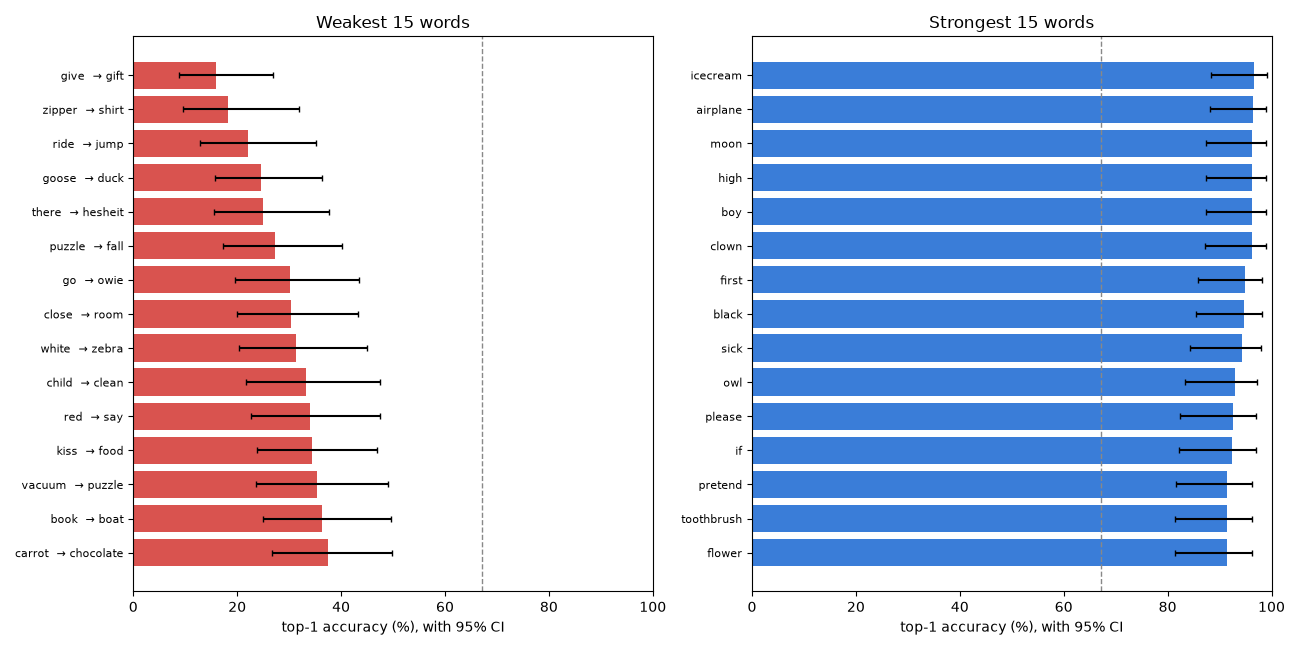 Weakest 15 words
give → gift
zipper → shirt
ride → jump
goose → duck
there → hesheit
puzzle → fall
go → owie
close → room
white → zebra
child → clean
red → say
kiss → food
vacuum → puzzle
book → boat
carrot → chocolate
0 20 40 60 80 100
top-1 accuracy (%), with 95% CI
Strongest 15 words
icecream
airplane
moon
high
boy
clown
first
black
sick
owl
please
if
pretend
toothbrush
flower
0 20 40 60 80 100
top-1 accuracy (%), with 95% CI